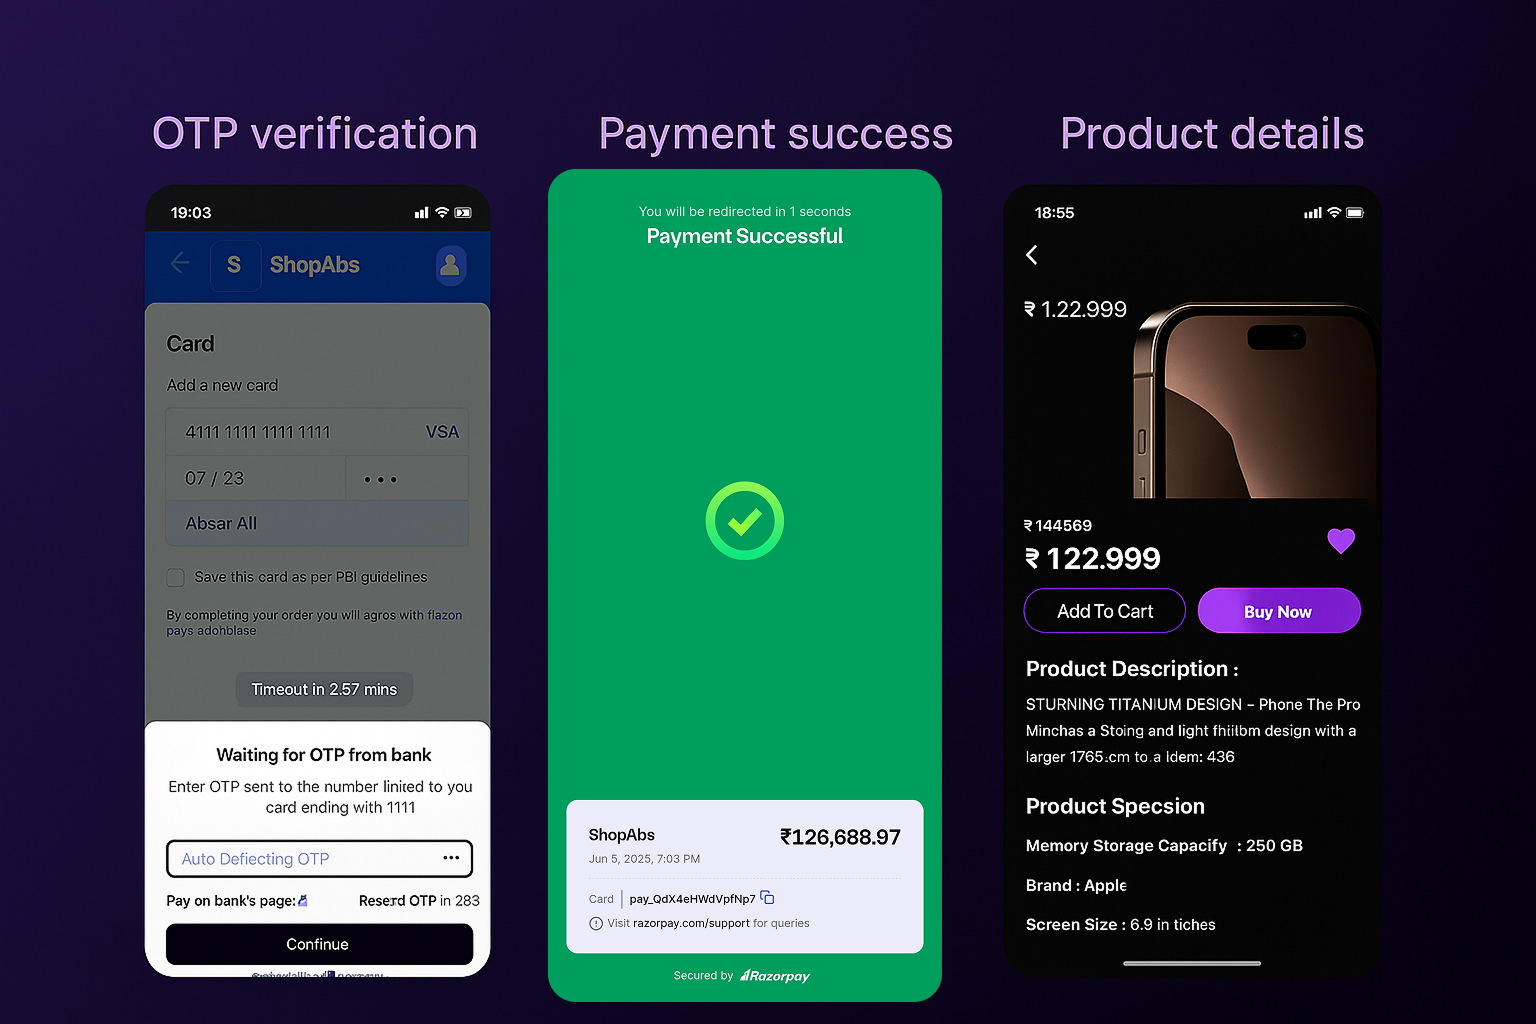 OTP verification
19:03
S ShopAbs
Card
Add a new card
4111 1111 1111 1111 VSA
07 / 23 •••
Absar All
Save this card as per PBI guidelines
By completing your order you wlll agros with flazon
pays adohblase
Timeout in 2.57 mins
Waiting for OTP from bank
Enter OTP sent to the number liniced to you
card ending with 1111
Auto Defiecting OTP •••
Pay on bank's page: Reserd OTP in 283
Continue
Payment success
You will be redirected in 1 seconds
Payment Successful
ShopAbs ₹126,688.97
Jun 5, 2025, 7:03 PM
Card pay_QdX4eHWdVpfNp7
Visit razorpay.com/support for queries
Secured by Razorpay
Product details
18:55
₹ 1.22.999
₹ 144569
₹ 122.999
Add To Cart Buy Now
Product Description :
STURNING TITANIUM DESIGN – Phone The Pro
Minchas a Stoing and light fhiilbm design with a
larger 1765.cm to.a Idem: 436
Product Specsion
Memory Storage Capacify : 250 GB
Brand : Apple
Screen Size : 6.9 in tiches